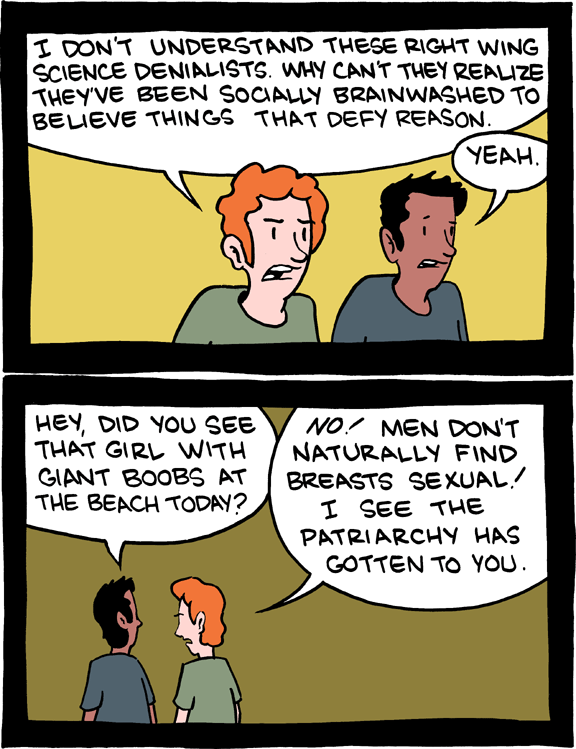 I DON'T UNDERSTAND THESE RIGHT WING
SCIENCE DENIALISTS. WHY CAN'T THEY REALIZE
THEY'VE BEEN SOCIALLY BRAINWASHED TO
BELIEVE THINGS THAT DEFY REASON.
YEAH.
HEY, DID YOU SEE
THAT GIRL WITH
GIANT BOOBS AT
THE BEACH TODAY?
NO! MEN DON'T
NATURALLY FIND
BREASTS SEXUAL!
I SEE THE
PATRIARCHY HAS
GOTTEN TO YOU.